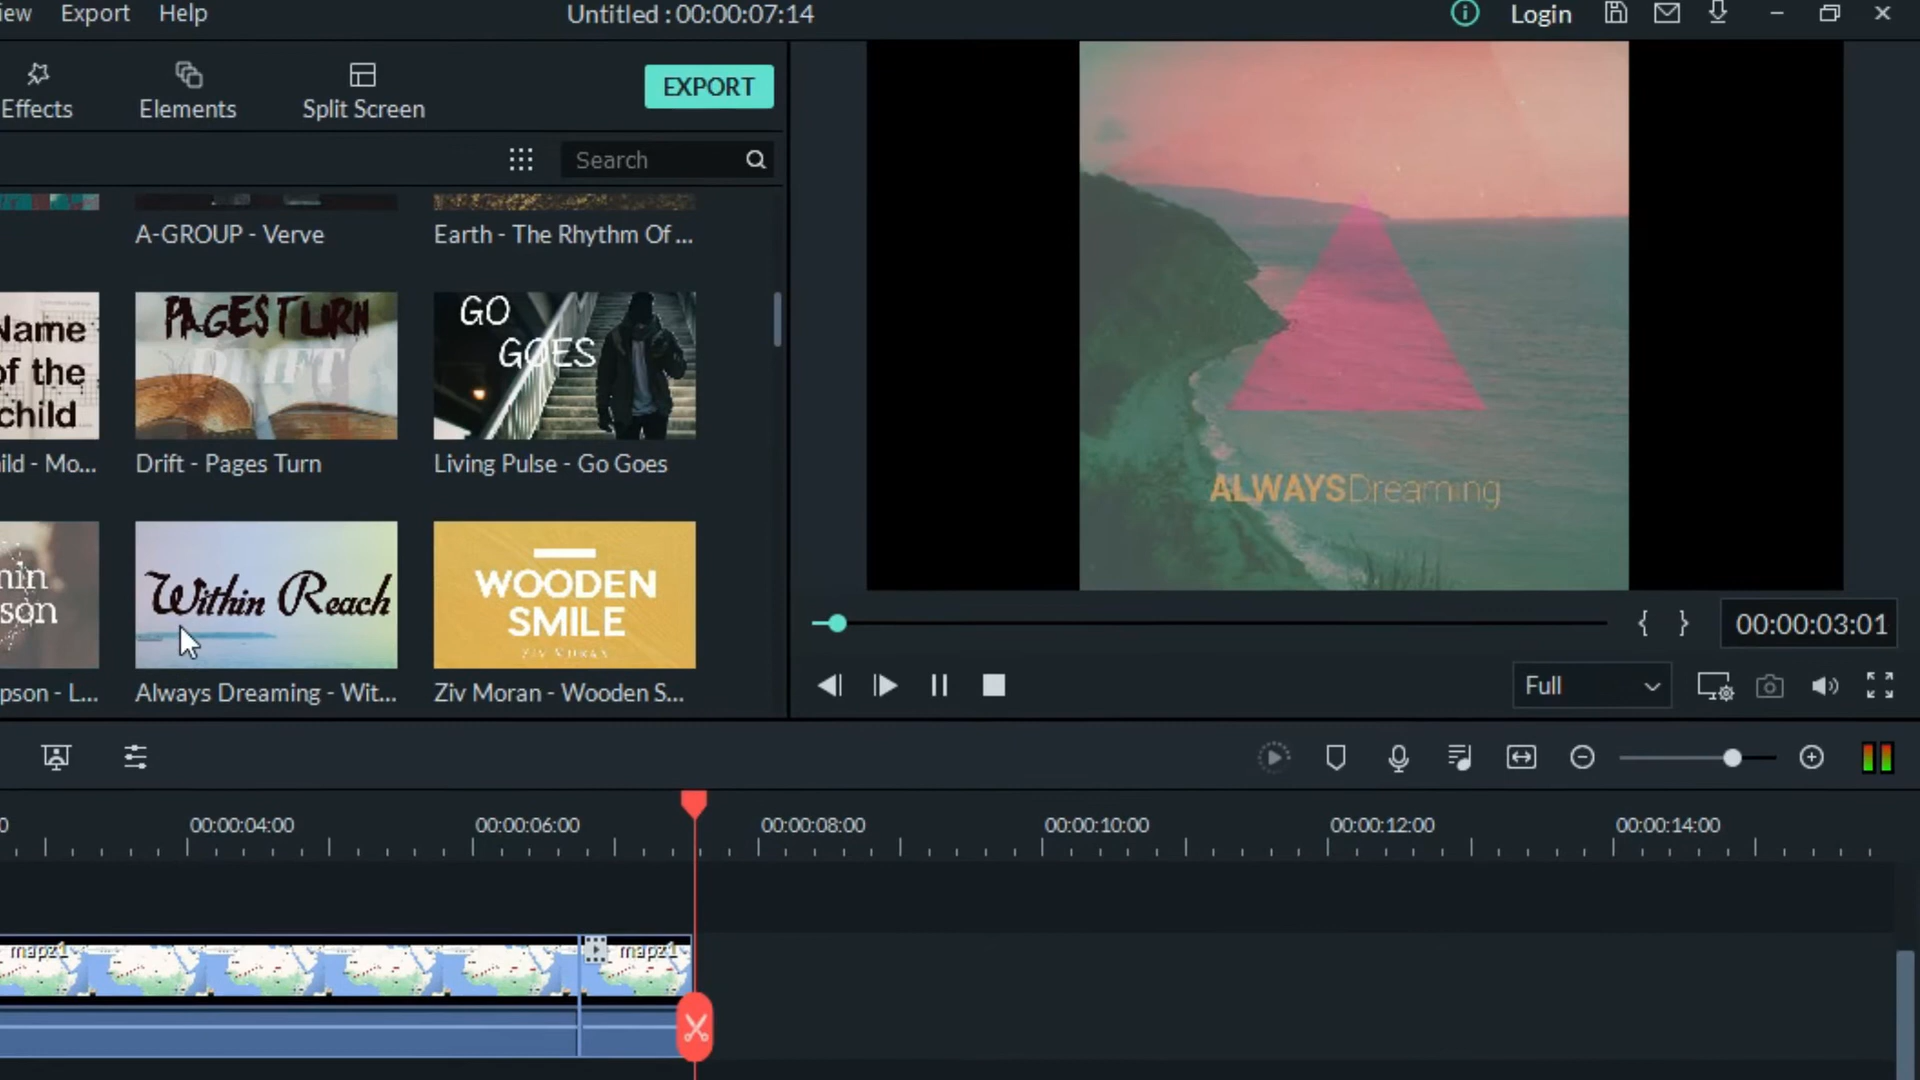 iew Export Help
Untitled : 00:00:07:14
Login
Effects
Elements
Split Screen
EXPORT
Search
A-GROUP - Verve
Earth - The Rhythm Of ...
Name
of the
child
PAGES TURN
DRIFT
GO
GOES
ild - Mo...
Drift - Pages Turn
Living Pulse - Go Goes
min
son
Within Reach
WOODEN
SMILE
ZIV MORAN
pson - L...
Always Dreaming - Wit...
Ziv Moran - Wooden S...
ALWAYSDreaming
{ }
00:00:03:01
Full
0
00:00:04:00
00:00:06:00
00:00:08:00
00:00:10:00
00:00:12:00
00:00:14:00
mapz1
mapz1